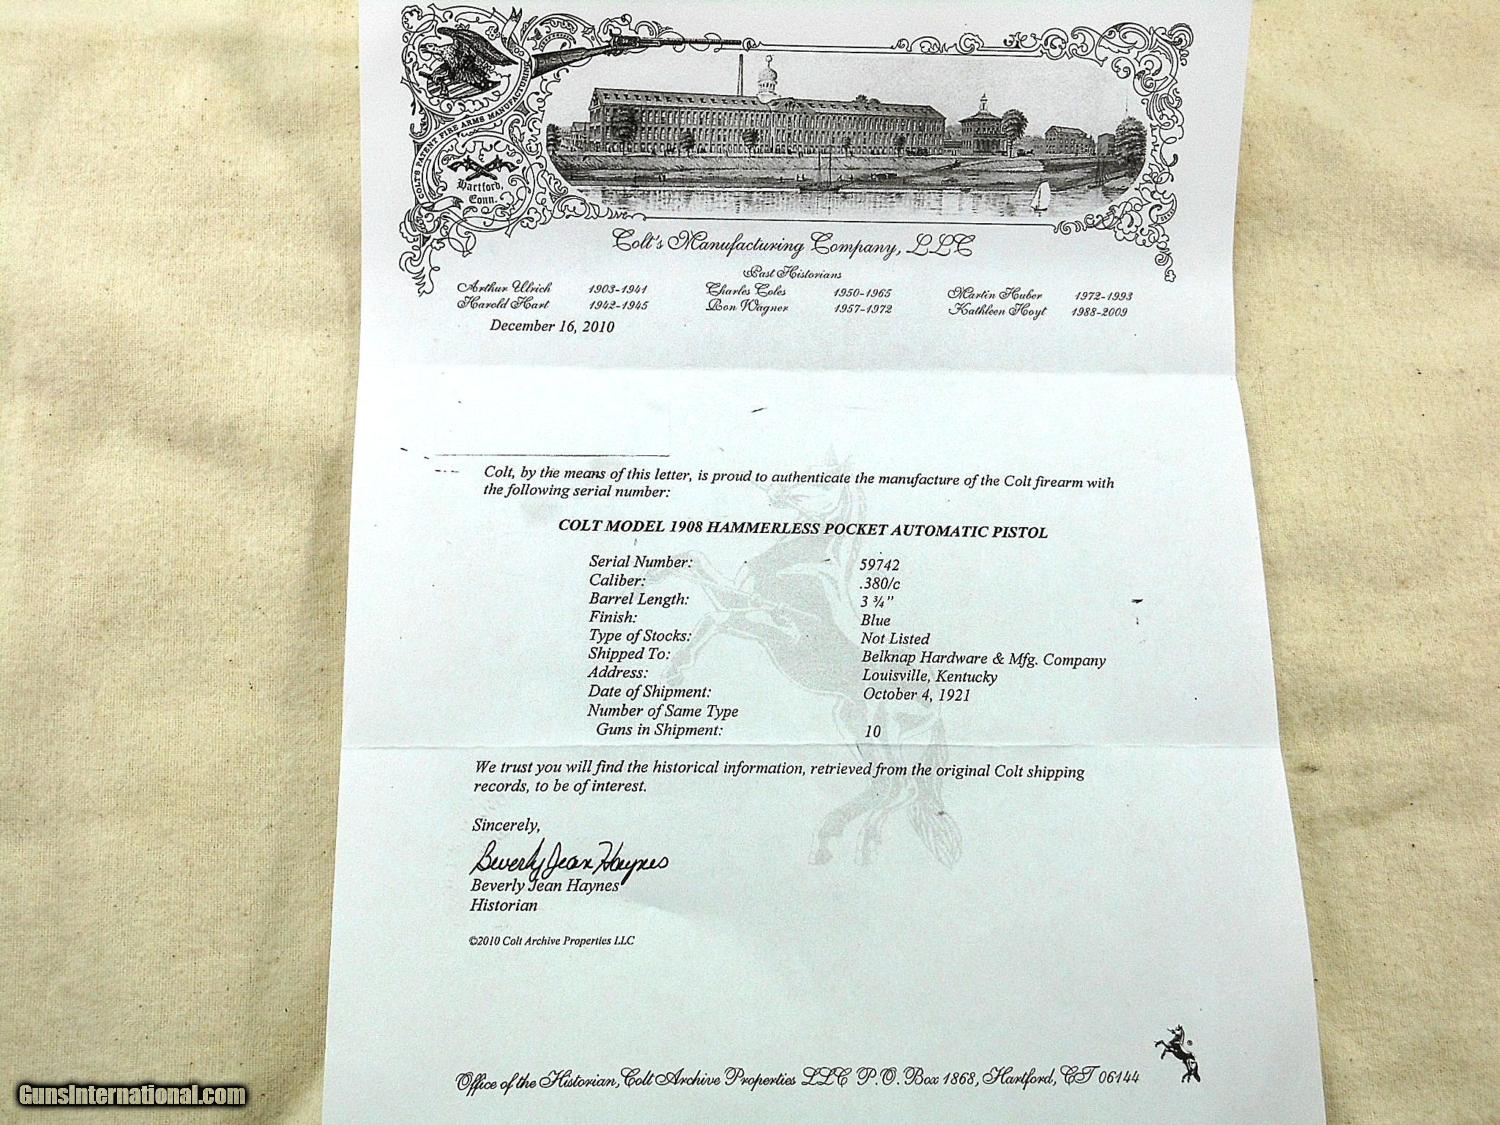 COLT'S PATENT FIRE ARMS MANUFACTURING CO
Hartford,
Conn.
Colt's Manufacturing Company, LLC
Past Historians
Arthur Ulrich 1903-1941 Charles Coles 1950-1965 Martin Huber 1972-1993
Harold Hart 1942-1945 Ron Wagner 1957-1972 Kathleen Hoyt 1988-2009
December 16, 2010
Colt, by the means of this letter, is proud to authenticate the manufacture of the Colt firearm with
the following serial number:
COLT MODEL 1908 HAMMERLESS POCKET AUTOMATIC PISTOL
Serial Number: 59742
Caliber: .380/c
Barrel Length: 3 ¾”
Finish: Blue
Type of Stocks: Not Listed
Shipped To: Belknap Hardware & Mfg. Company
Address: Louisville, Kentucky
Date of Shipment: October 4, 1921
Number of Same Type
Guns in Shipment: 10
We trust you will find the historical information, retrieved from the original Colt shipping
records, to be of interest.
Sincerely,
Beverly Jean Haynes
Beverly Jean Haynes
Historian
©2010 Colt Archive Properties LLC
Office of the Historian, Colt Archive Properties LLC P.O. Box 1868, Hartford, CT 06144
GunsInternational.com